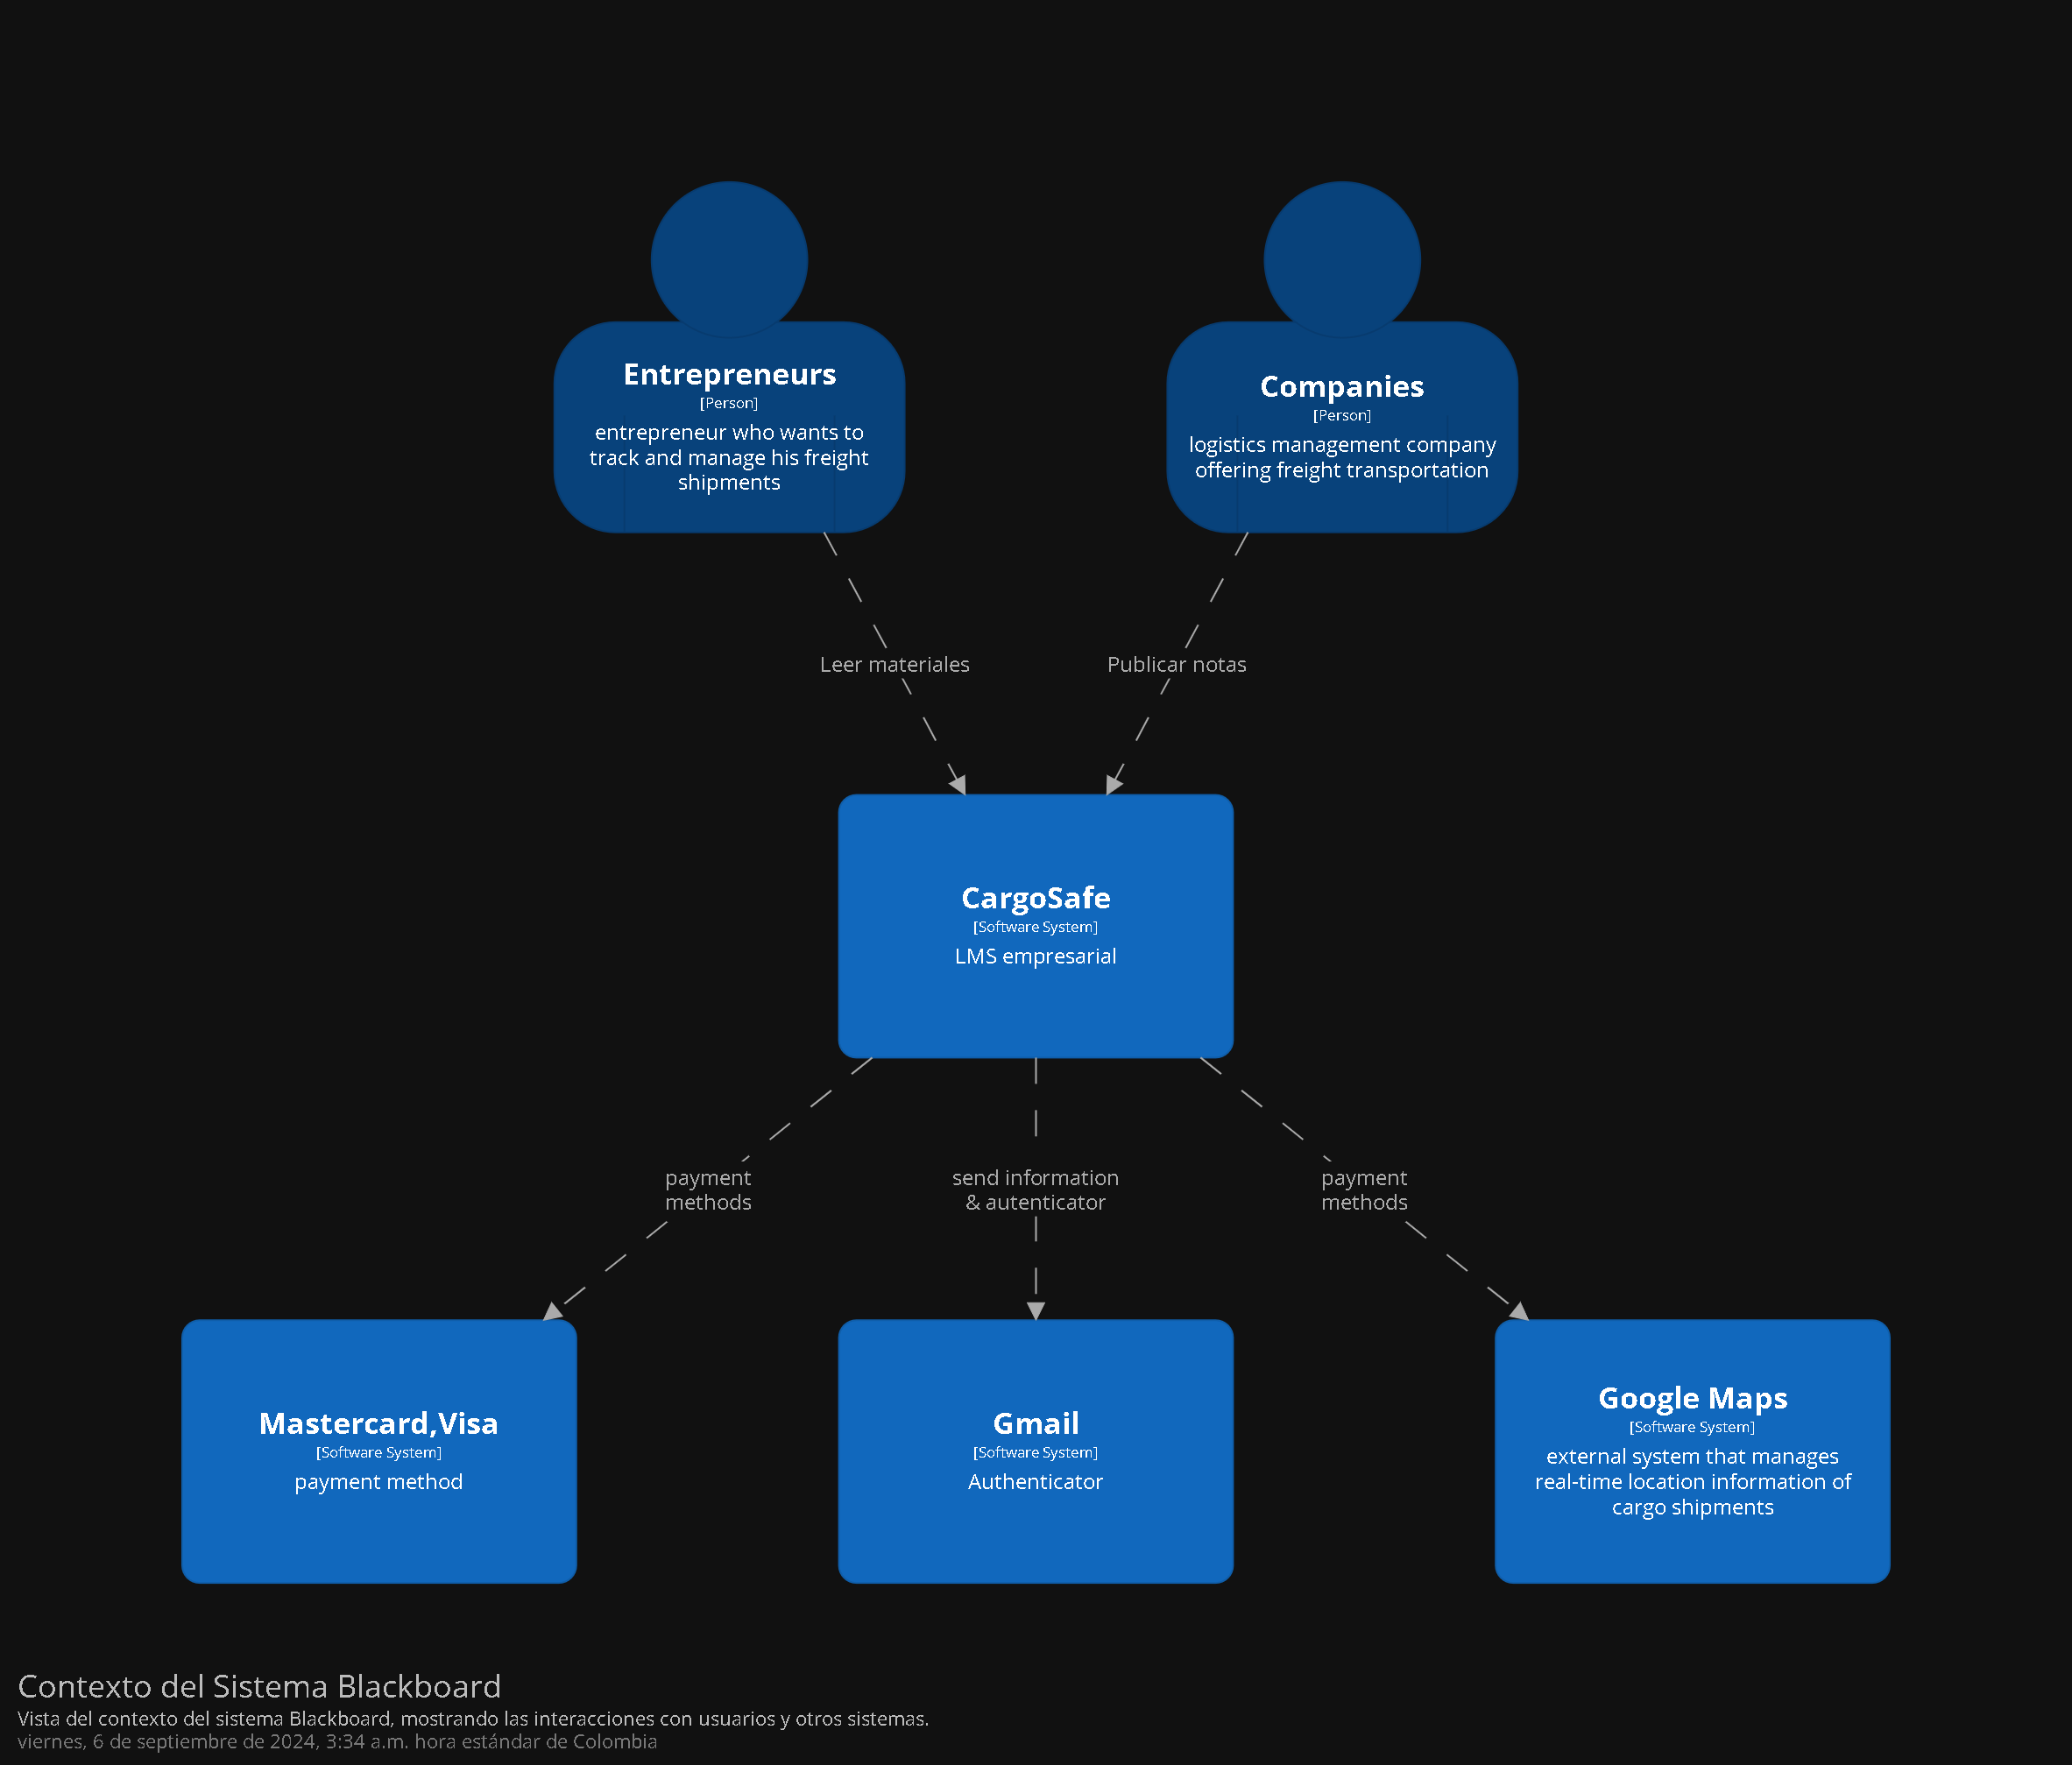 Entrepreneurs
[Person]
entrepreneur who wants to
track and manage his freight
shipments
Companies
[Person]
logistics management company
offering freight transportation
Leer materiales
Publicar notas
CargoSafe
[Software System]
LMS empresarial
payment
methods
send information
& autenticator
payment
methods
Mastercard,Visa
[Software System]
payment method
Gmail
[Software System]
Authenticator
Google Maps
[Software System]
external system that manages
real-time location information of
cargo shipments
Contexto del Sistema Blackboard
Vista del contexto del sistema Blackboard, mostrando las interacciones con usuarios y otros sistemas.
viernes, 6 de septiembre de 2024, 3:34 a.m. hora estándar de Colombia